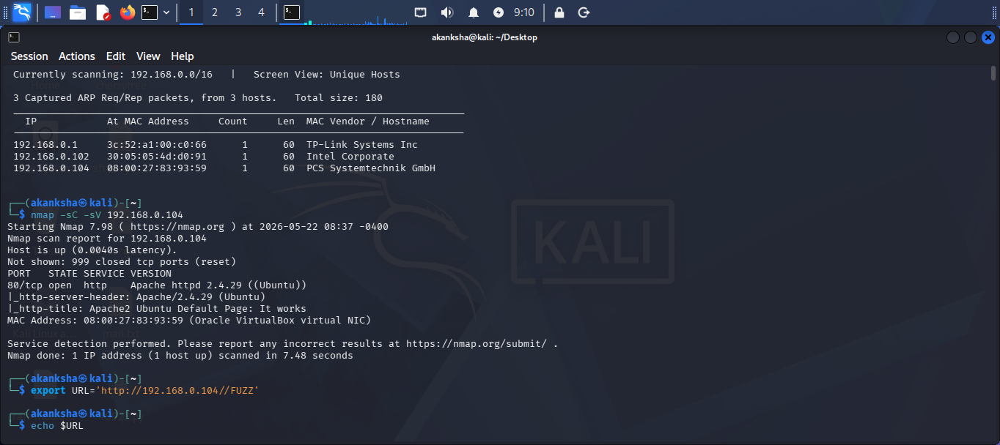 1 2 3 4 9:10
akanksha@kali: ~/Desktop
Session Actions Edit View Help
Currently scanning: 192.168.0.0/16 | Screen View: Unique Hosts
3 Captured ARP Req/Rep packets, from 3 hosts. Total size: 180
IP At MAC Address Count Len MAC Vendor / Hostname
192.168.0.1 3c:52:a1:00:c0:66 1 60 TP-Link Systems Inc
192.168.0.102 30:05:05:4d:d0:91 1 60 Intel Corporate
192.168.0.104 08:00:27:83:93:59 1 60 PCS Systemtechnik GmbH
┌──(akanksha㉿kali)-[~]
└─$ nmap -sC -sV 192.168.0.104
Starting Nmap 7.98 ( https://nmap.org ) at 2026-05-22 08:37 -0400
Nmap scan report for 192.168.0.104
Host is up (0.0040s latency).
Not shown: 999 closed tcp ports (reset)
PORT STATE SERVICE VERSION
80/tcp open http Apache httpd 2.4.29 ((Ubuntu))
|_http-server-header: Apache/2.4.29 (Ubuntu)
|_http-title: Apache2 Ubuntu Default Page: It works
MAC Address: 08:00:27:83:93:59 (Oracle VirtualBox virtual NIC)
Service detection performed. Please report any incorrect results at https://nmap.org/submit/ .
Nmap done: 1 IP address (1 host up) scanned in 7.48 seconds
┌──(akanksha㉿kali)-[~]
└─$ export URL='http://192.168.0.104//FUZZ'
┌──(akanksha㉿kali)-[~]
└─$ echo $URL
KALI
Home
Kali Linux a...
mail.txt